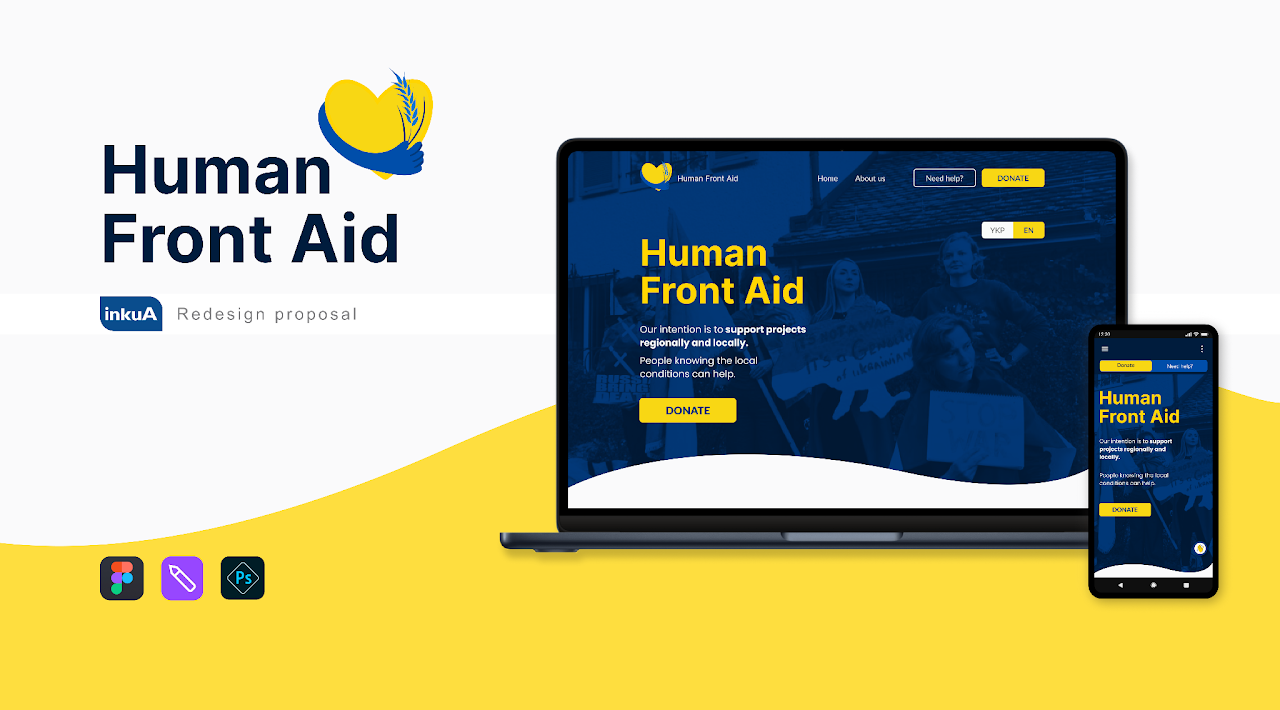 Human
Front Aid
inkuA
Redesign proposal
Ps
Human Front Aid
Home
About us
Need help?
DONATE
УКР
EN
Human
Front Aid
Our intention is to support projects
regionally and locally.
People knowing the local
conditions can help.
DONATE
IT'S a
12:30
Donate
Need help?
Human
Front Aid
Our intention is to support
projects regionally and
locally.
People knowing the local
conditions can help.
DONATE